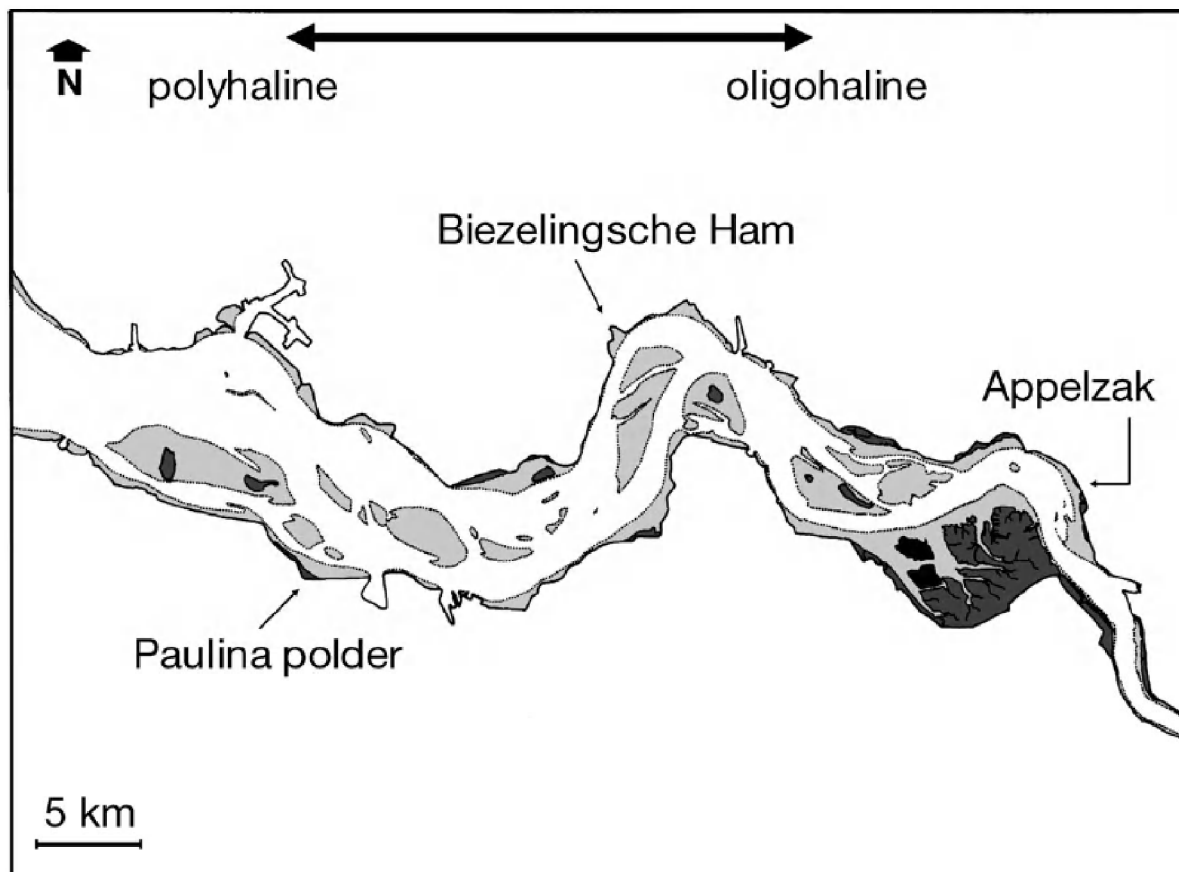 N
polyhaline
oligohaline
Biezelingsche Ham
Appelzak
Paulina polder
5 km